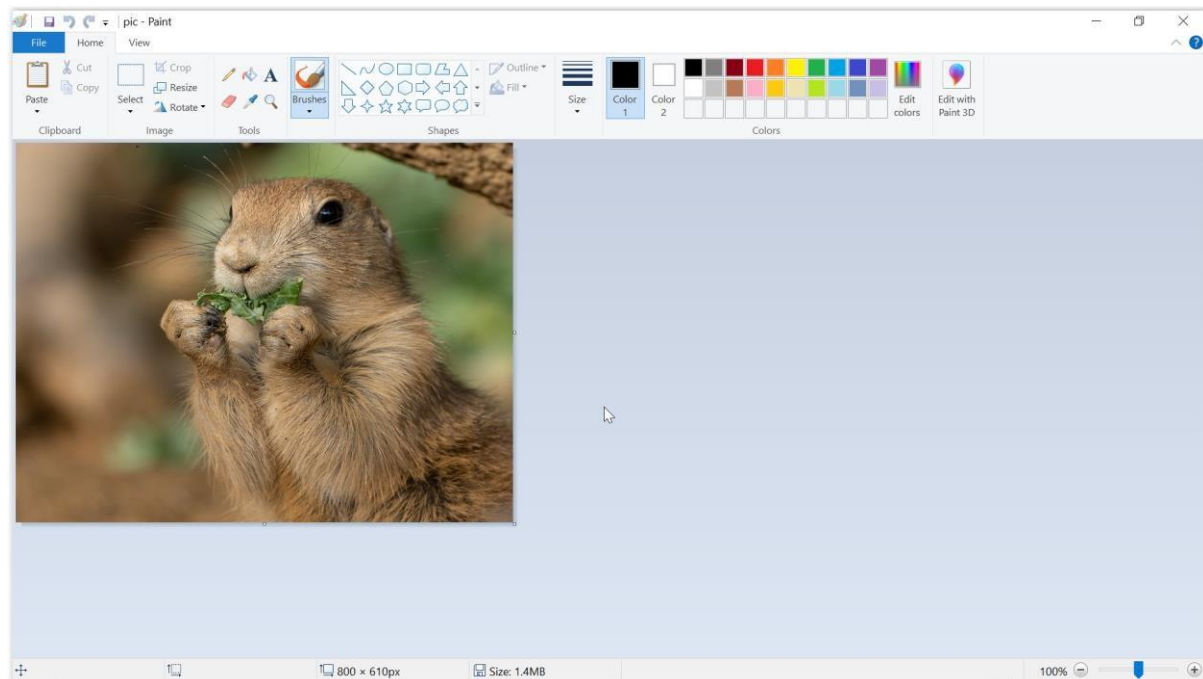 pic - Paint
File Home View
Paste
Cut
Copy
Clipboard
Select
Crop
Resize
Rotate
Image
A
Tools
Brushes
Outline
Fill
Shapes
Size
Color 1
Color 2
Edit colors
Colors
Edit with Paint 3D
800 × 610px
Size: 1.4MB
100%